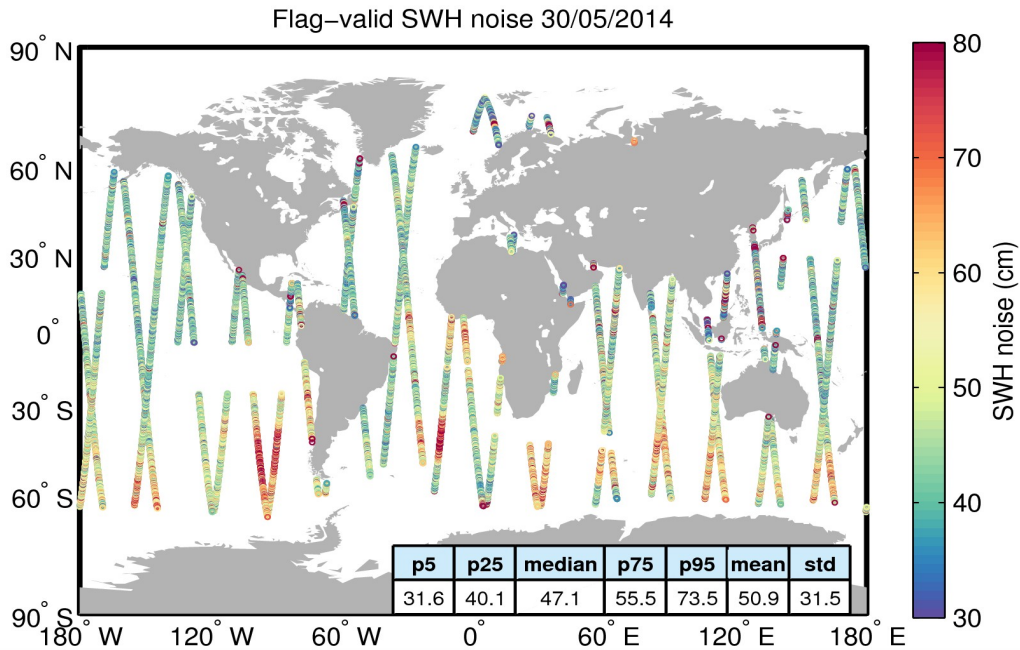 Flag−valid SWH noise 30/05/2014
90° N
60° N
30° N
0°
30° S
60° S
90° S
180° W 120° W 60° W 0° 60° E 120° E 180° E
80
70
60
50
40
30
SWH noise (cm)
p5 p25 median p75 p95 mean std
31.6 40.1 47.1 55.5 73.5 50.9 31.5